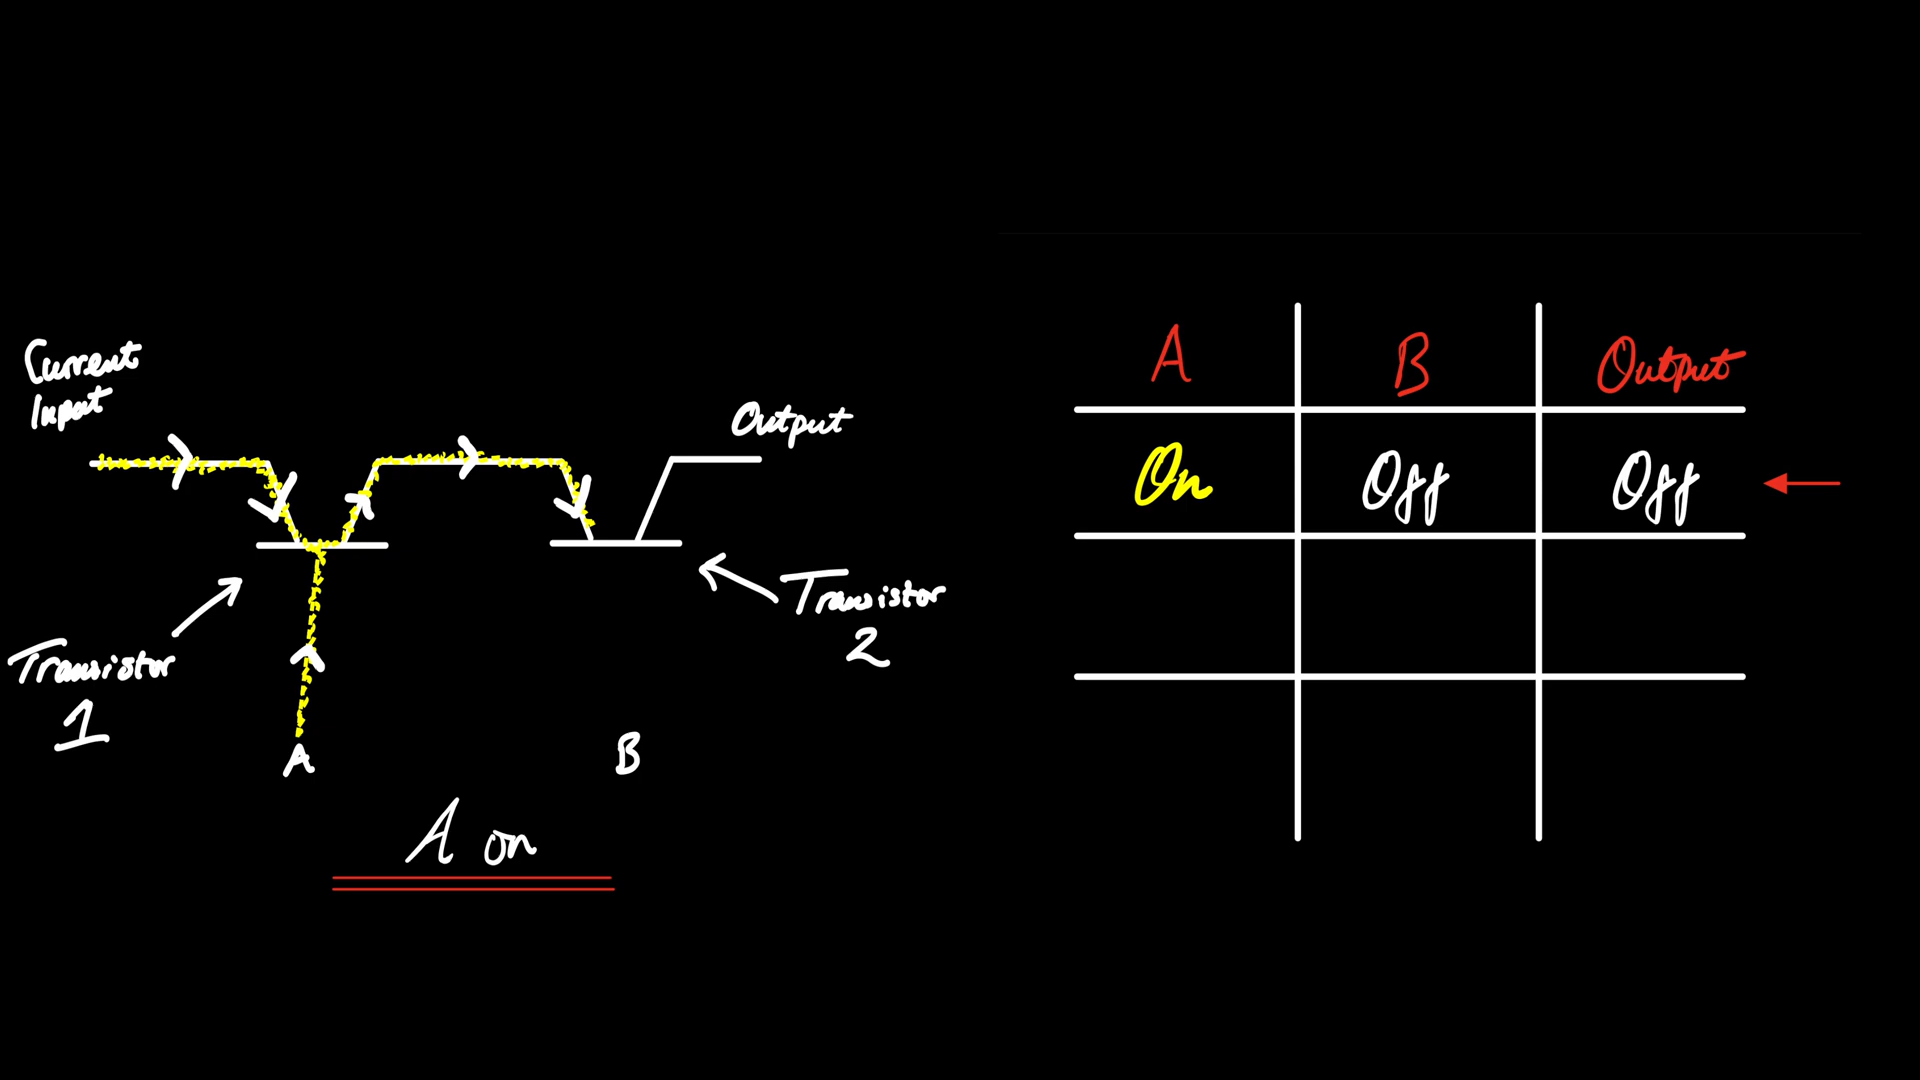 Current
Input
Output
Transistor
1
Transistor
2
A
B
A on
A B Output
On Off Off